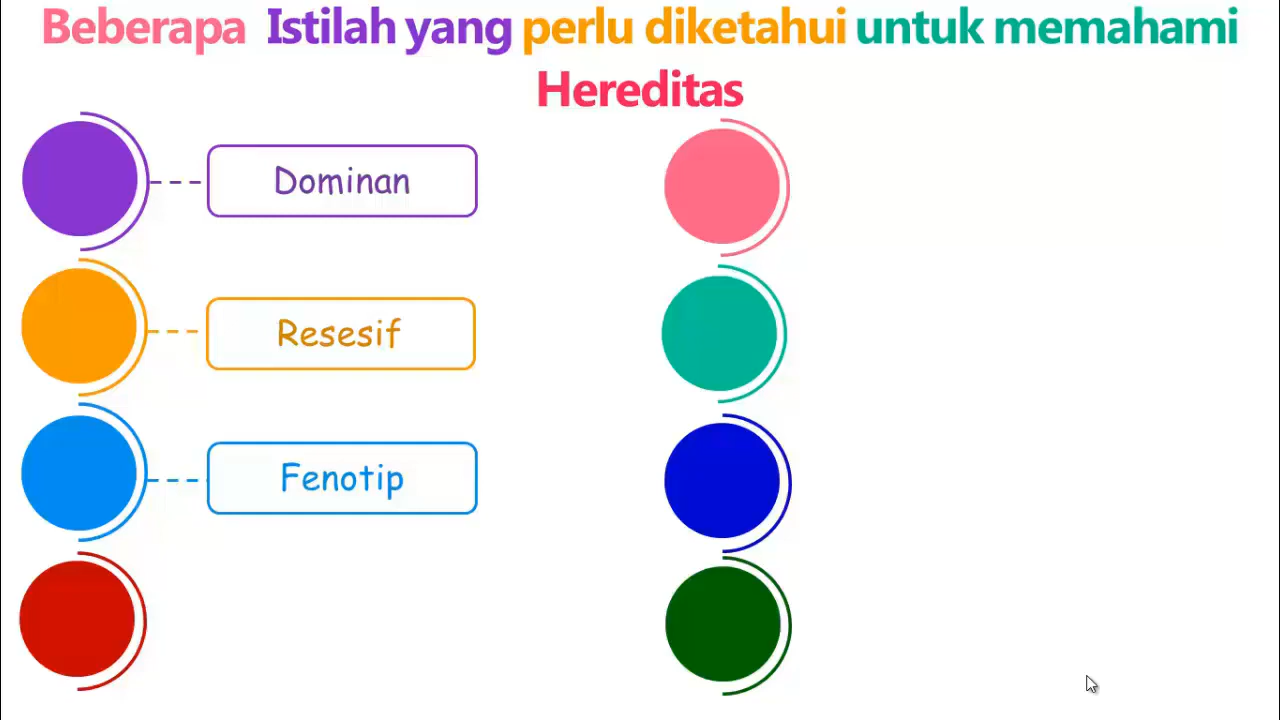 Beberapa Istilah yang perlu diketahui untuk memahami
Hereditas
Dominan
Resesif
Fenotip